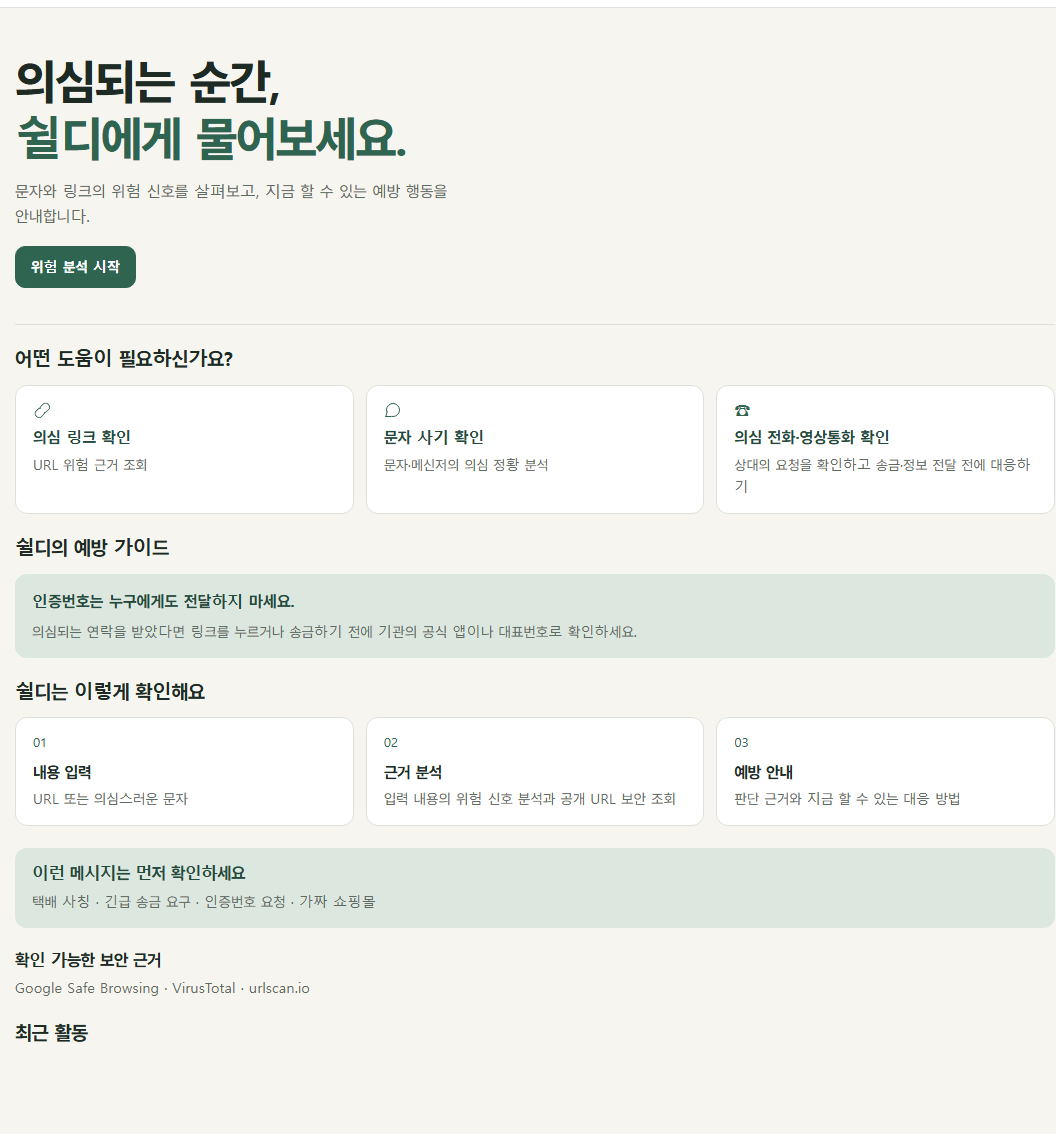 의심되는 순간,
쉴디에게 물어보세요.
문자와 링크의 위험 신호를 살펴보고, 지금 할 수 있는 예방 행동을
안내합니다.
위험 분석 시작
어떤 도움이 필요하신가요?
의심 링크 확인
URL 위험 근거 조회
문자 사기 확인
문자·메신저의 의심 정황 분석
의심 전화·영상통화 확인
상대의 요청을 확인하고 송금·정보 전달 전에 대응하
기
쉴디의 예방 가이드
인증번호는 누구에게도 전달하지 마세요.
의심되는 연락을 받았다면 링크를 누르거나 송금하기 전에 기관의 공식 앱이나 대표번호로 확인하세요.
쉴디는 이렇게 확인해요
01
내용 입력
URL 또는 의심스러운 문자
02
근거 분석
입력 내용의 위험 신호 분석과 공개 URL 보안 조회
03
예방 안내
판단 근거와 지금 할 수 있는 대응 방법
이런 메시지는 먼저 확인하세요
택배 사칭 · 긴급 송금 요구 · 인증번호 요청 · 가짜 쇼핑몰
확인 가능한 보안 근거
Google Safe Browsing · VirusTotal · urlscan.io
최근 활동